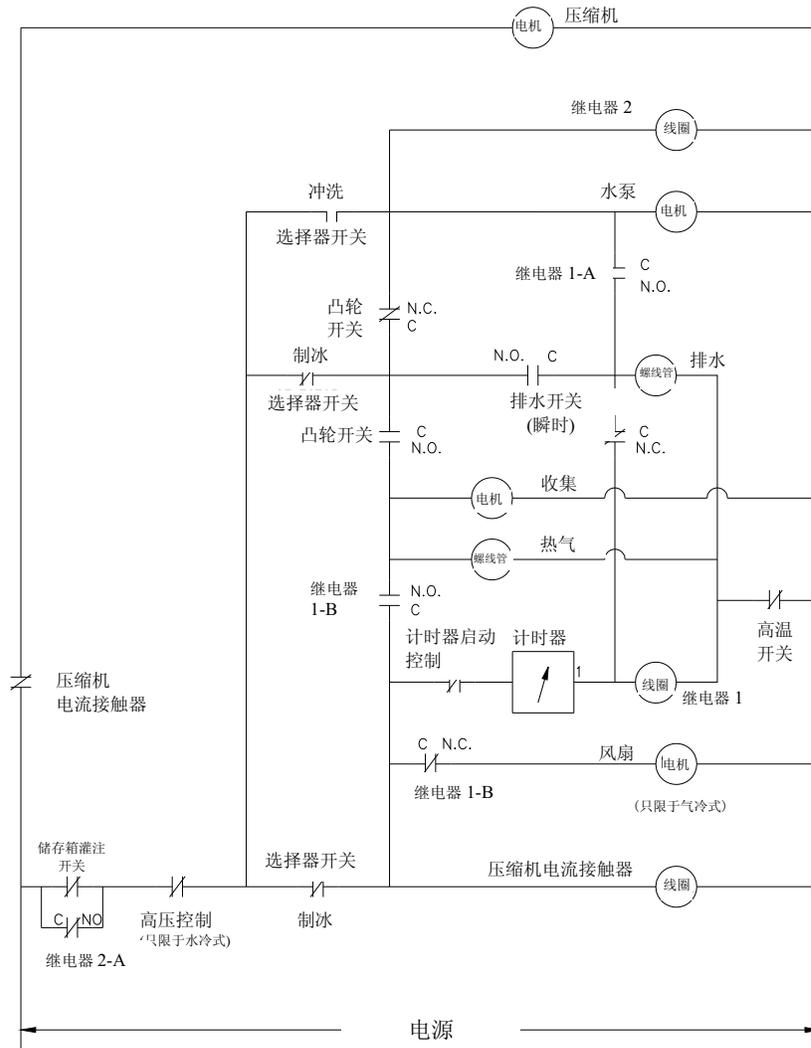 电机
压缩机
继电器 2
线圈
冲洗
选择器开关
水泵
电机
继电器 1-A
C
N.O.
凸轮
开关
N.C.
C
制冰
选择器开关
N.O. C
排水开关
(瞬时)
螺线管
排水
凸轮开关
C
N.O.
C
N.C.
电机
收集
螺线管
热气
继电器
1-B
N.O.
C
计时器启动
控制
计时器
1
线圈
继电器 1
高温
开关
压缩机
电流接触器
C N.C.
继电器 1-B
风扇
电机
(只限于气冷式)
储存箱灌注
开关
C NO
继电器 2-A
高压控制
(只限于水冷式)
选择器开关
制冰
压缩机电流接触器
线圈
电源